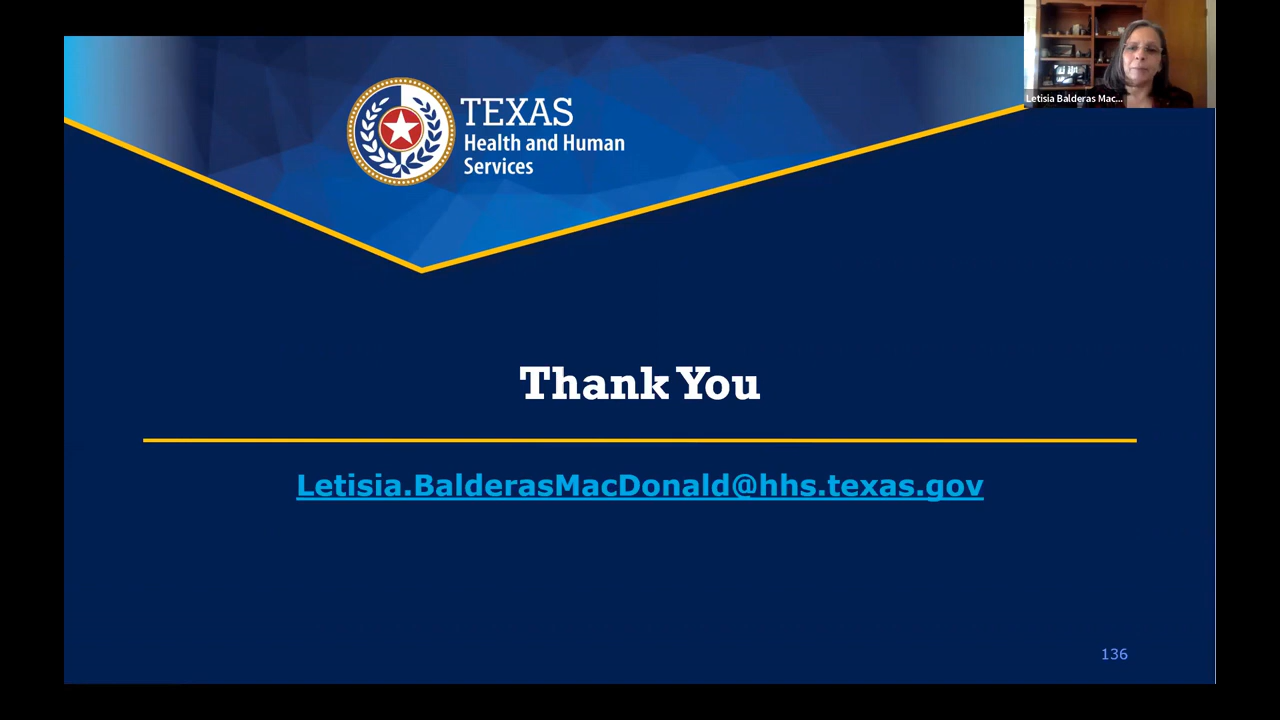 Letisia Balderas Mac...
TEXAS
Health and Human
Services
Thank You
Letisia.BalderasMacDonald@hhs.texas.gov
136